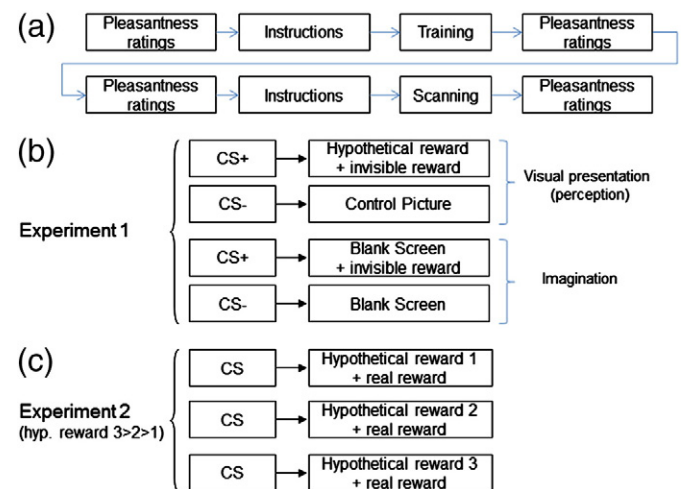 (a)
Pleasantness
ratings
Instructions
Training
Pleasantness
ratings
Pleasantness
ratings
Instructions
Scanning
Pleasantness
ratings
(b)
Experiment 1
CS+
Hypothetical reward
+ invisible reward
CS-
Control Picture
Visual presentation
(perception)
CS+
Blank Screen
+ invisible reward
CS-
Blank Screen
Imagination
(c)
Experiment 2
(hyp. reward 3>2>1)
CS
Hypothetical reward 1
+ real reward
CS
Hypothetical reward 2
+ real reward
CS
Hypothetical reward 3
+ real reward